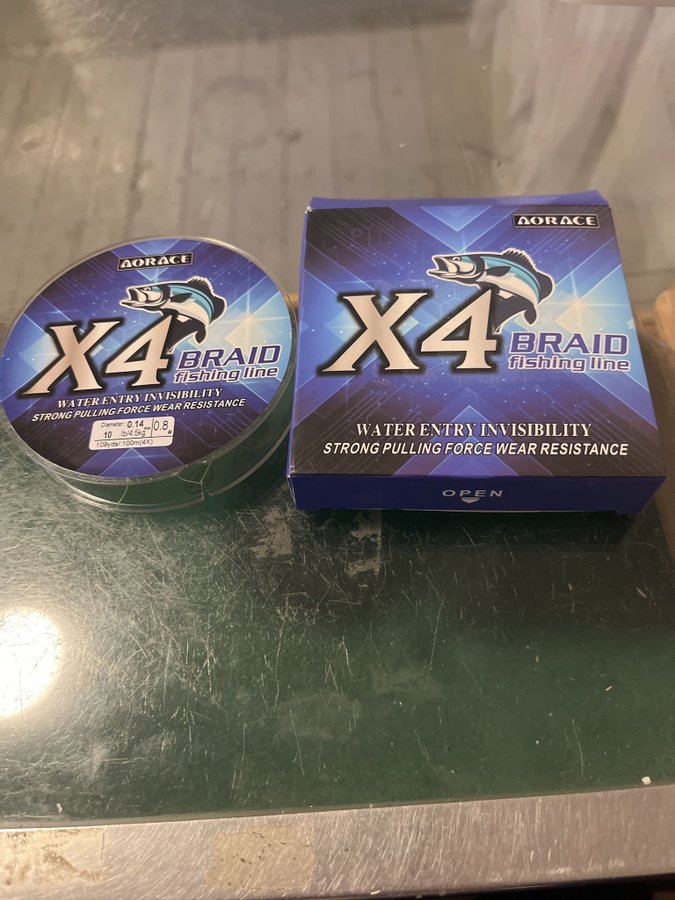 AORACE
X4
BRAID
fishing line
WATER ENTRY INVISIBILITY
STRONG PULLING FORCE WEAR RESISTANCE
Diameter: 0.14mm 0.8#
10 lb/4.5kg
109yds/100m(4X)
AORACE
X4
BRAID
fishing line
WATER ENTRY INVISIBILITY
STRONG PULLING FORCE WEAR RESISTANCE
OPEN